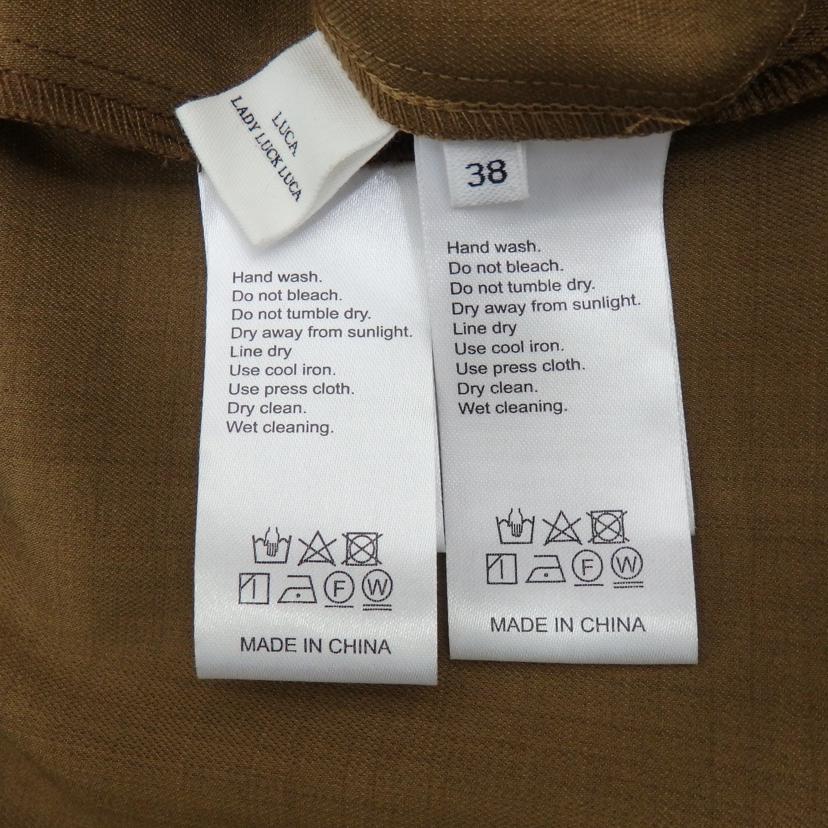 LUCA
LADY LUCK LUCA
38
Hand wash.
Do not bleach.
Do not tumble dry.
Dry away from sunlight.
Line dry
Use cool iron.
Use press cloth.
Dry clean.
Wet cleaning.
F
W
MADE IN CHINA
Hand wash.
Do not bleach.
Do not tumble dry.
Dry away from sunlight.
Line dry
Use cool iron.
Use press cloth.
Dry clean.
Wet cleaning.
F
W
MADE IN CHINA